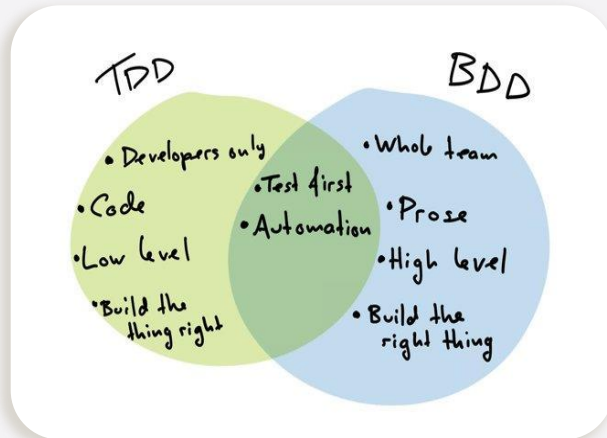 TDD
BDD
• Developers only
• Code
• Low level
• Build the
thing right
• Test first
• Automation
• Whole team
• Prose
• High level
• Build the
right thing